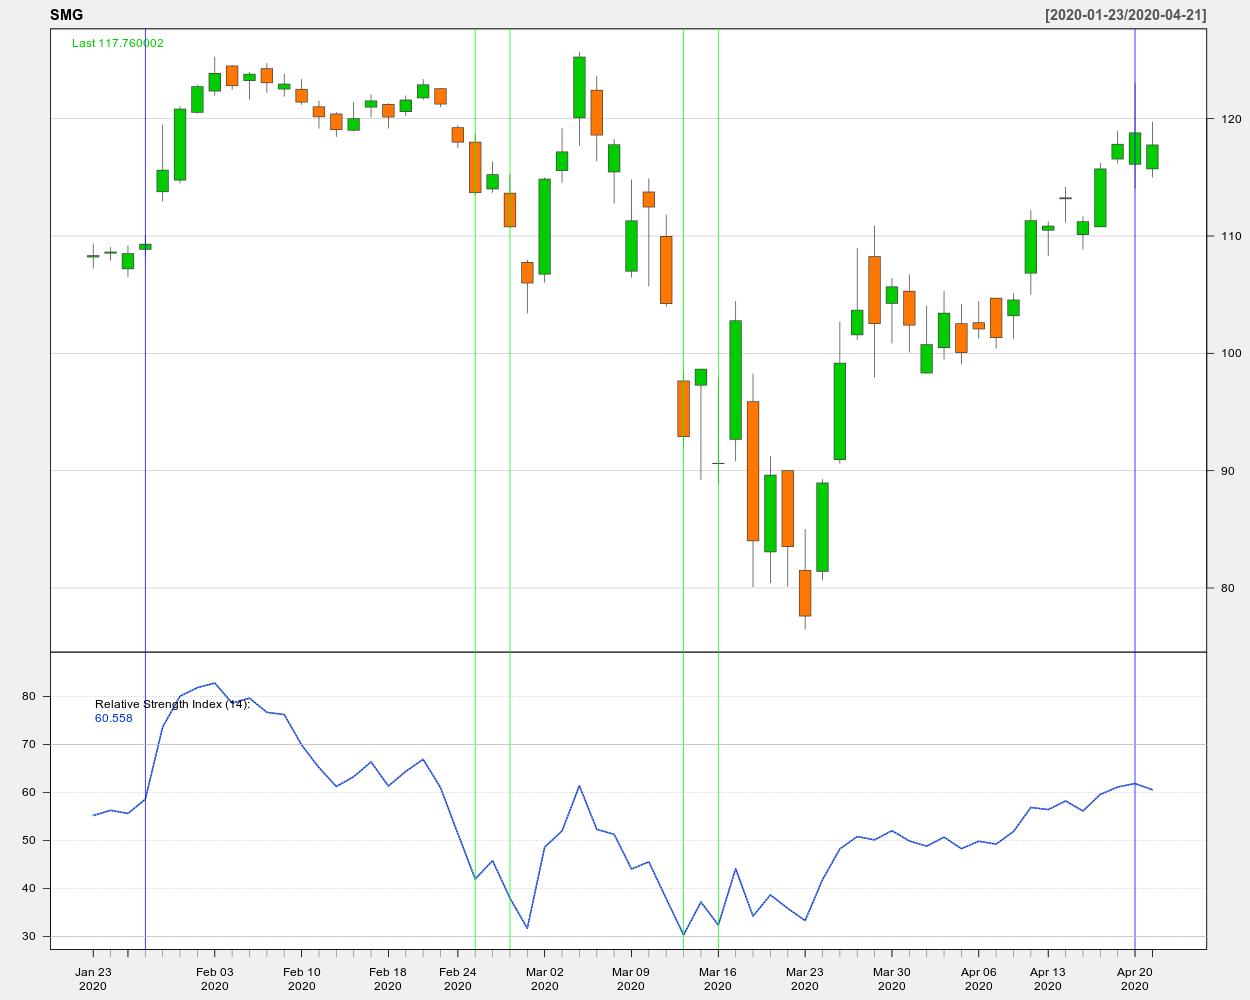 SMG
[2020-01-23/2020-04-21]
Last 117.760002
120
110
100
90
80
Relative Strength Index (14):
60.558
80
70
60
50
40
30
Jan 23 Feb 03 Feb 10 Feb 18 Feb 24 Mar 02 Mar 09 Mar 16 Mar 23 Mar 30 Apr 06 Apr 13 Apr 20
2020 2020 2020 2020 2020 2020 2020 2020 2020 2020 2020 2020 2020